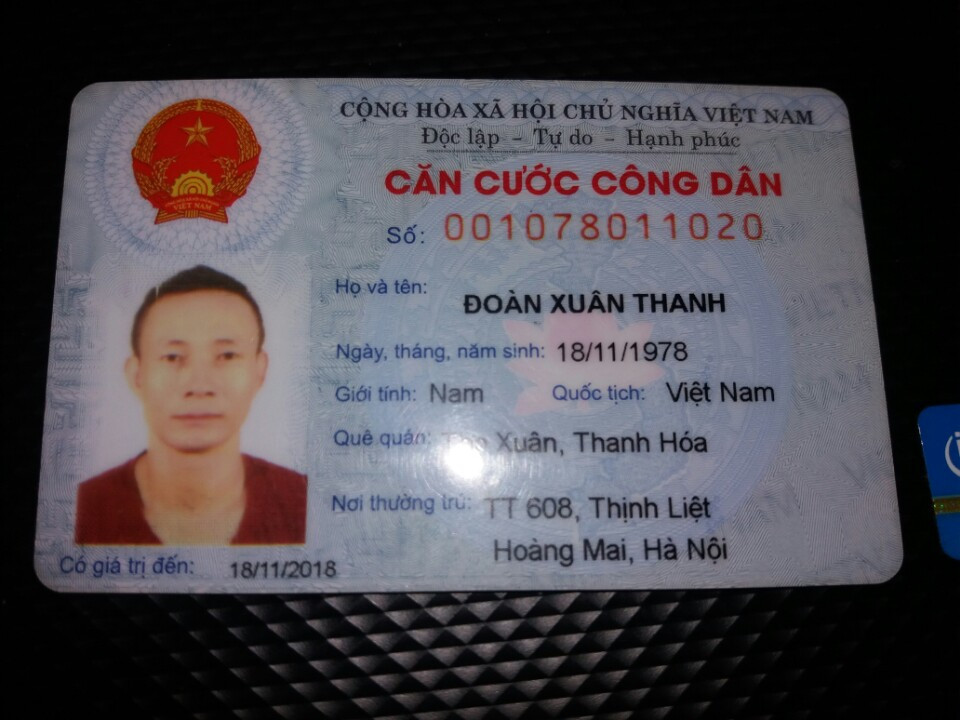 CỘNG HÒA XÃ HỘI CHỦ NGHĨA VIỆT NAM
Độc lập - Tự do - Hạnh phúc
CĂN CƯỚC CÔNG DÂN
Số: 001078011020
Họ và tên:
ĐOÀN XUÂN THANH
Ngày, tháng, năm sinh: 18/11/1978
Giới tính: Nam Quốc tịch: Việt Nam
Quê quán: Xuân, Thanh Hóa
Nơi thường trú: TT 608, Thịnh Liệt
Hoàng Mai, Hà Nội
Có giá trị đến: 18/11/2018
VIỆT NAM